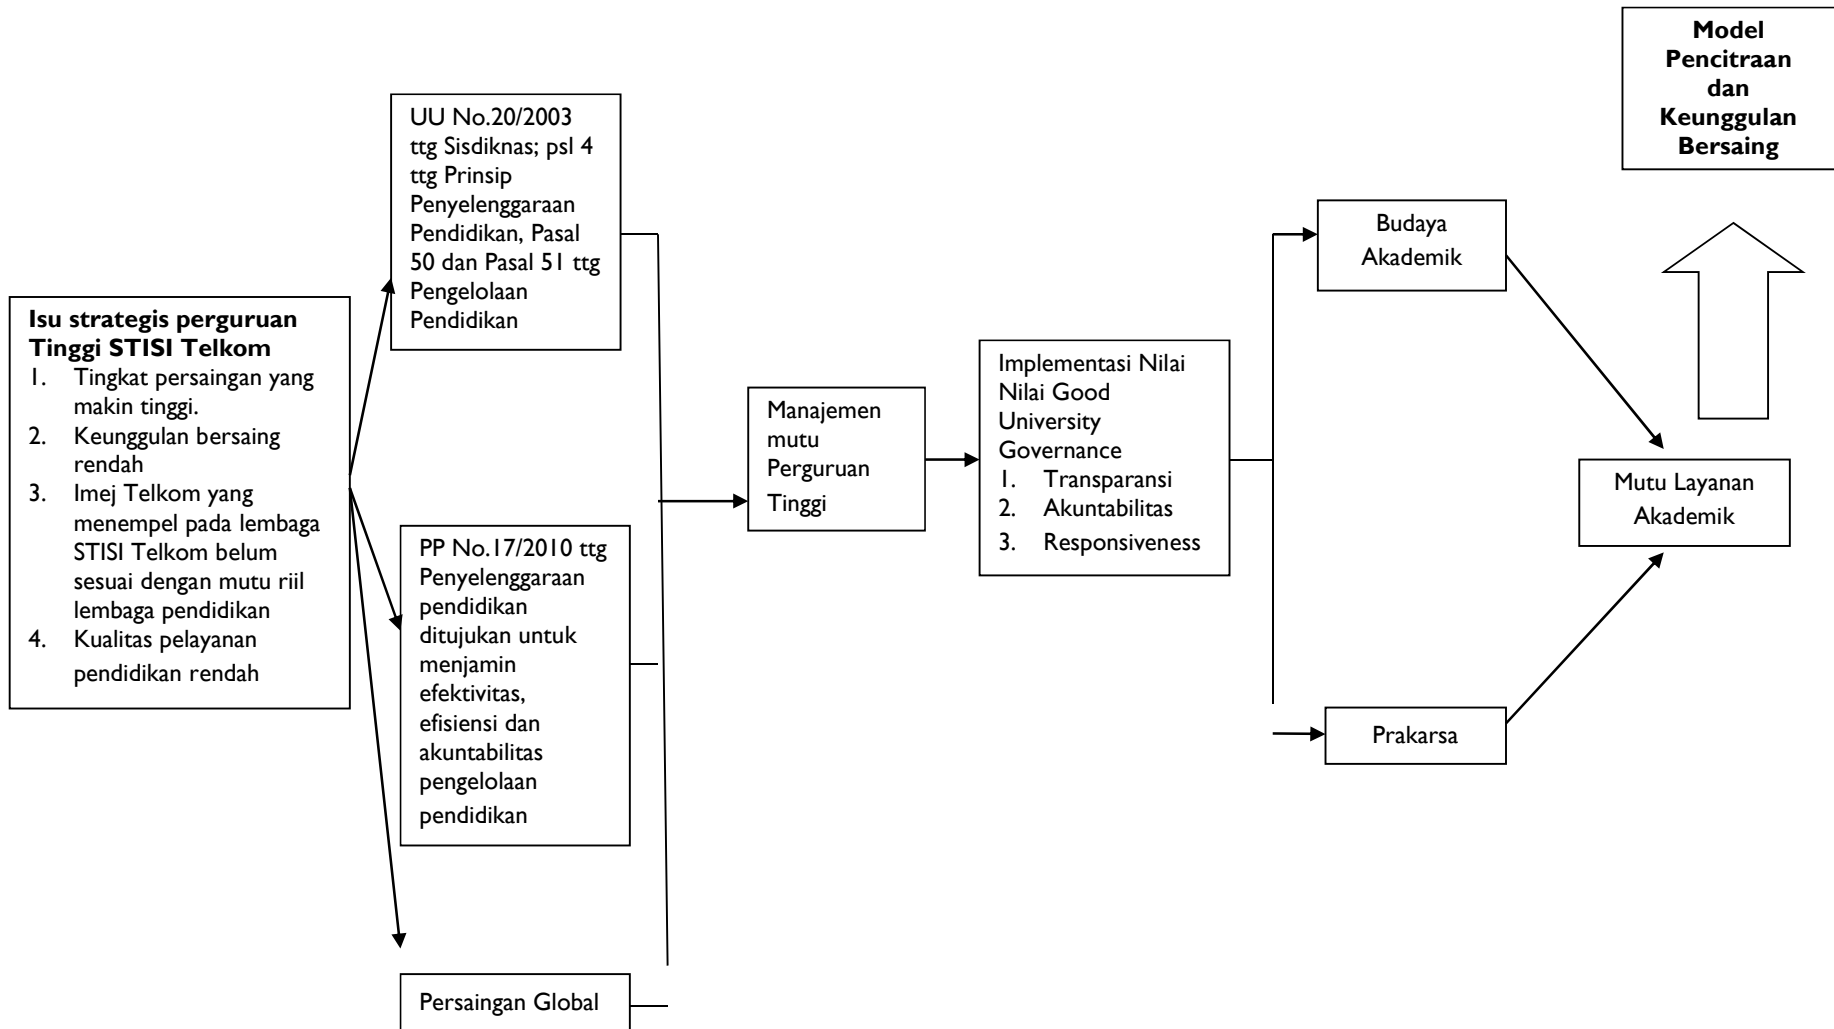 Model
Pencitraan
dan
Keunggulan
Bersaing
UU No.20/2003
ttg Sisdiknas; psl 4
ttg Prinsip
Penyelenggaraan
Pendidikan, Pasal
50 dan Pasal 51 ttg
Pengelolaan
Pendidikan
Isu strategis perguruan
Tinggi STISI Telkom
1. Tingkat persaingan yang
makin tinggi.
2. Keunggulan bersaing
rendah
3. Imej Telkom yang
menempel pada lembaga
STISI Telkom belum
sesuai dengan mutu riil
lembaga pendidikan
4. Kualitas pelayanan
pendidikan rendah
PP No.17/2010 ttg
Penyelenggaraan
pendidikan
ditujukan untuk
menjamin
efektivitas,
efisiensi dan
akuntabilitas
pengelolaan
pendidikan
Persaingan Global
Manajemen
mutu
Perguruan
Tinggi
Implementasi Nilai
Nilai Good
University
Governance
1. Transparansi
2. Akuntabilitas
3. Responsiveness
Budaya
Akademik
Prakarsa
Mutu Layanan
Akademik